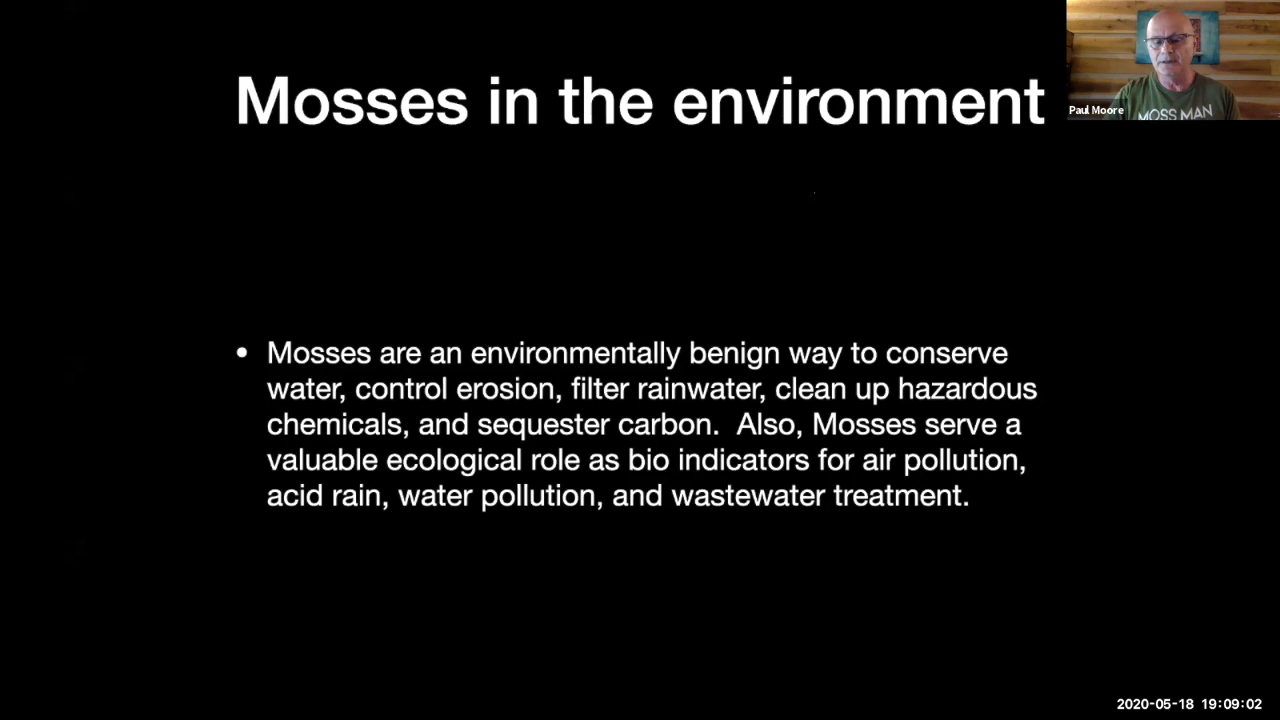 Mosses in the environment
Paul Moore
MOSS MAN
• Mosses are an environmentally benign way to conserve
water, control erosion, filter rainwater, clean up hazardous
chemicals, and sequester carbon.  Also, Mosses serve a
valuable ecological role as bio indicators for air pollution,
acid rain, water pollution, and wastewater treatment.
2020-05-18 19:09:02